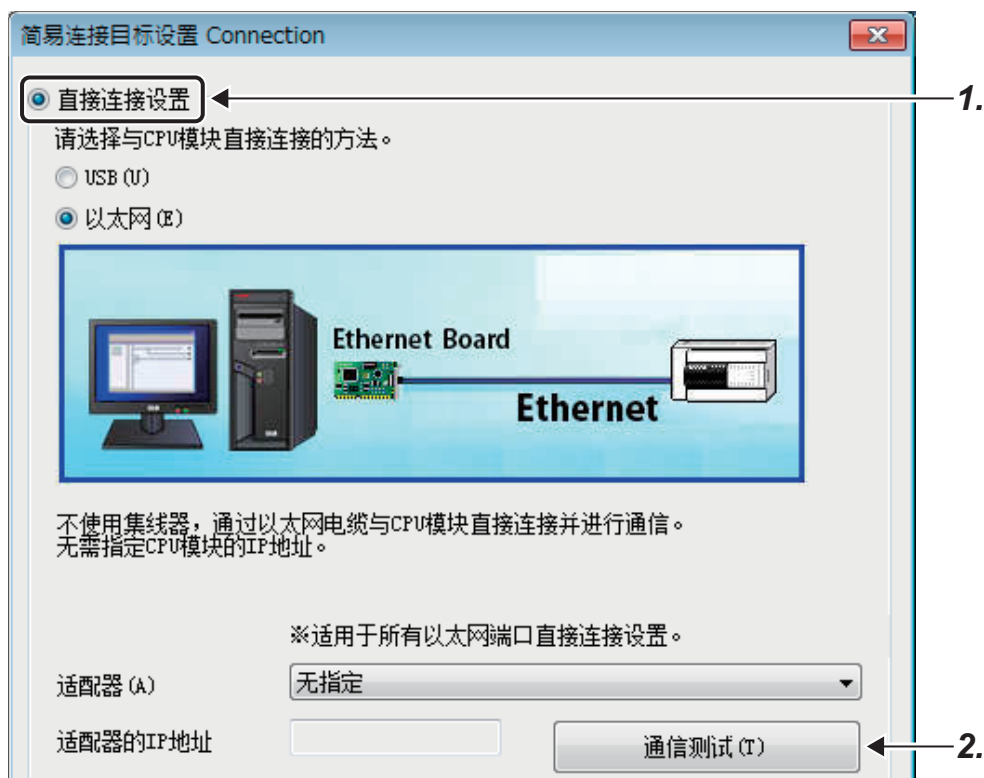 简易连接目标设置 Connection
直接连接设置
1.
请选择与CPU模块直接连接的方法。
USB(U)
以太网(E)
Ethernet Board
Ethernet
不使用集线器，通过以太网电缆与CPU模块直接连接并进行通信。
无需指定CPU模块的IP地址。
※适用于所有以太网端口直接连接设置。
适配器(A)
无指定
适配器的IP地址
通信测试(T)
2.